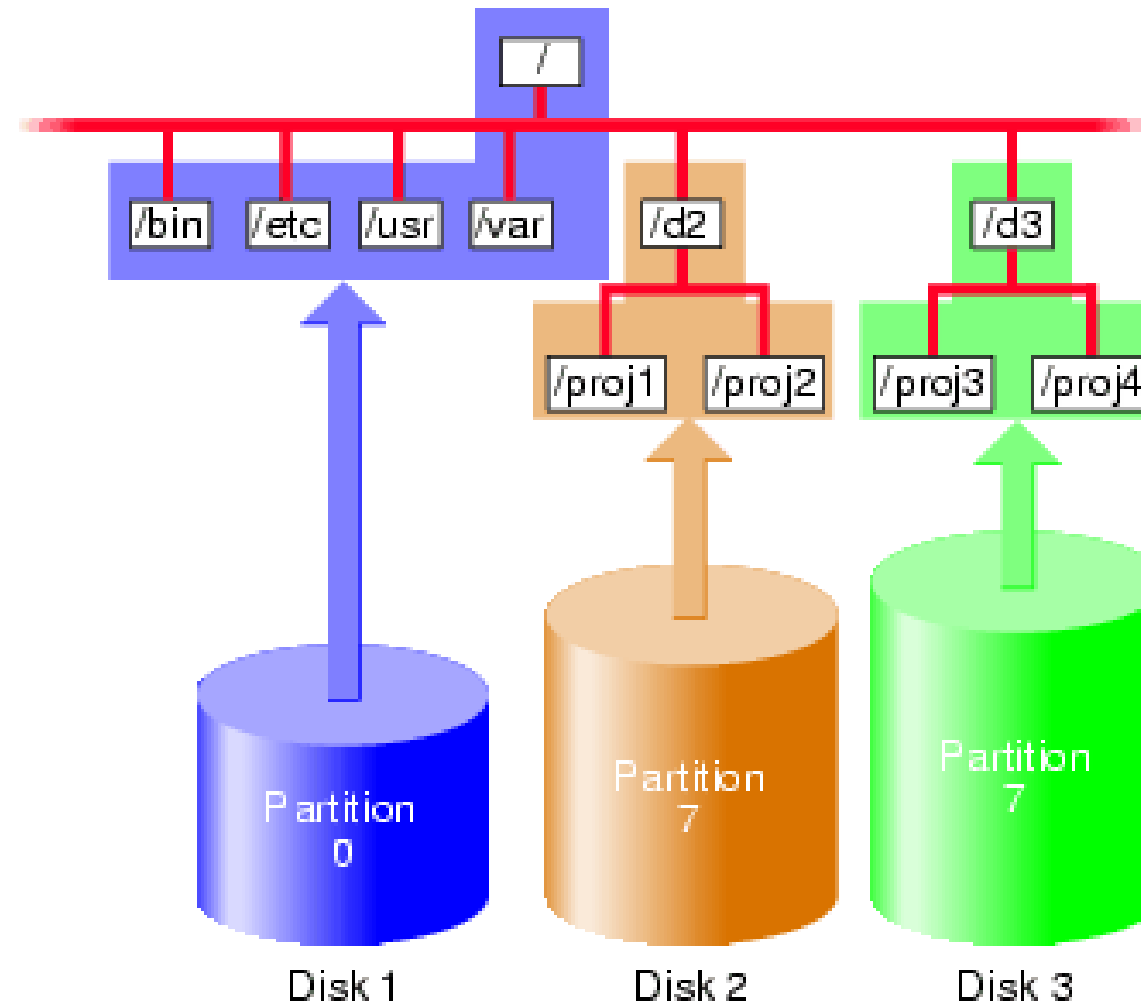 /
/bin /etc /usr /var /d2 /d3
/proj1 /proj2 /proj3 /proj4
Partition
0
Partition
7
Partition
7
Disk 1 Disk 2 Disk 3